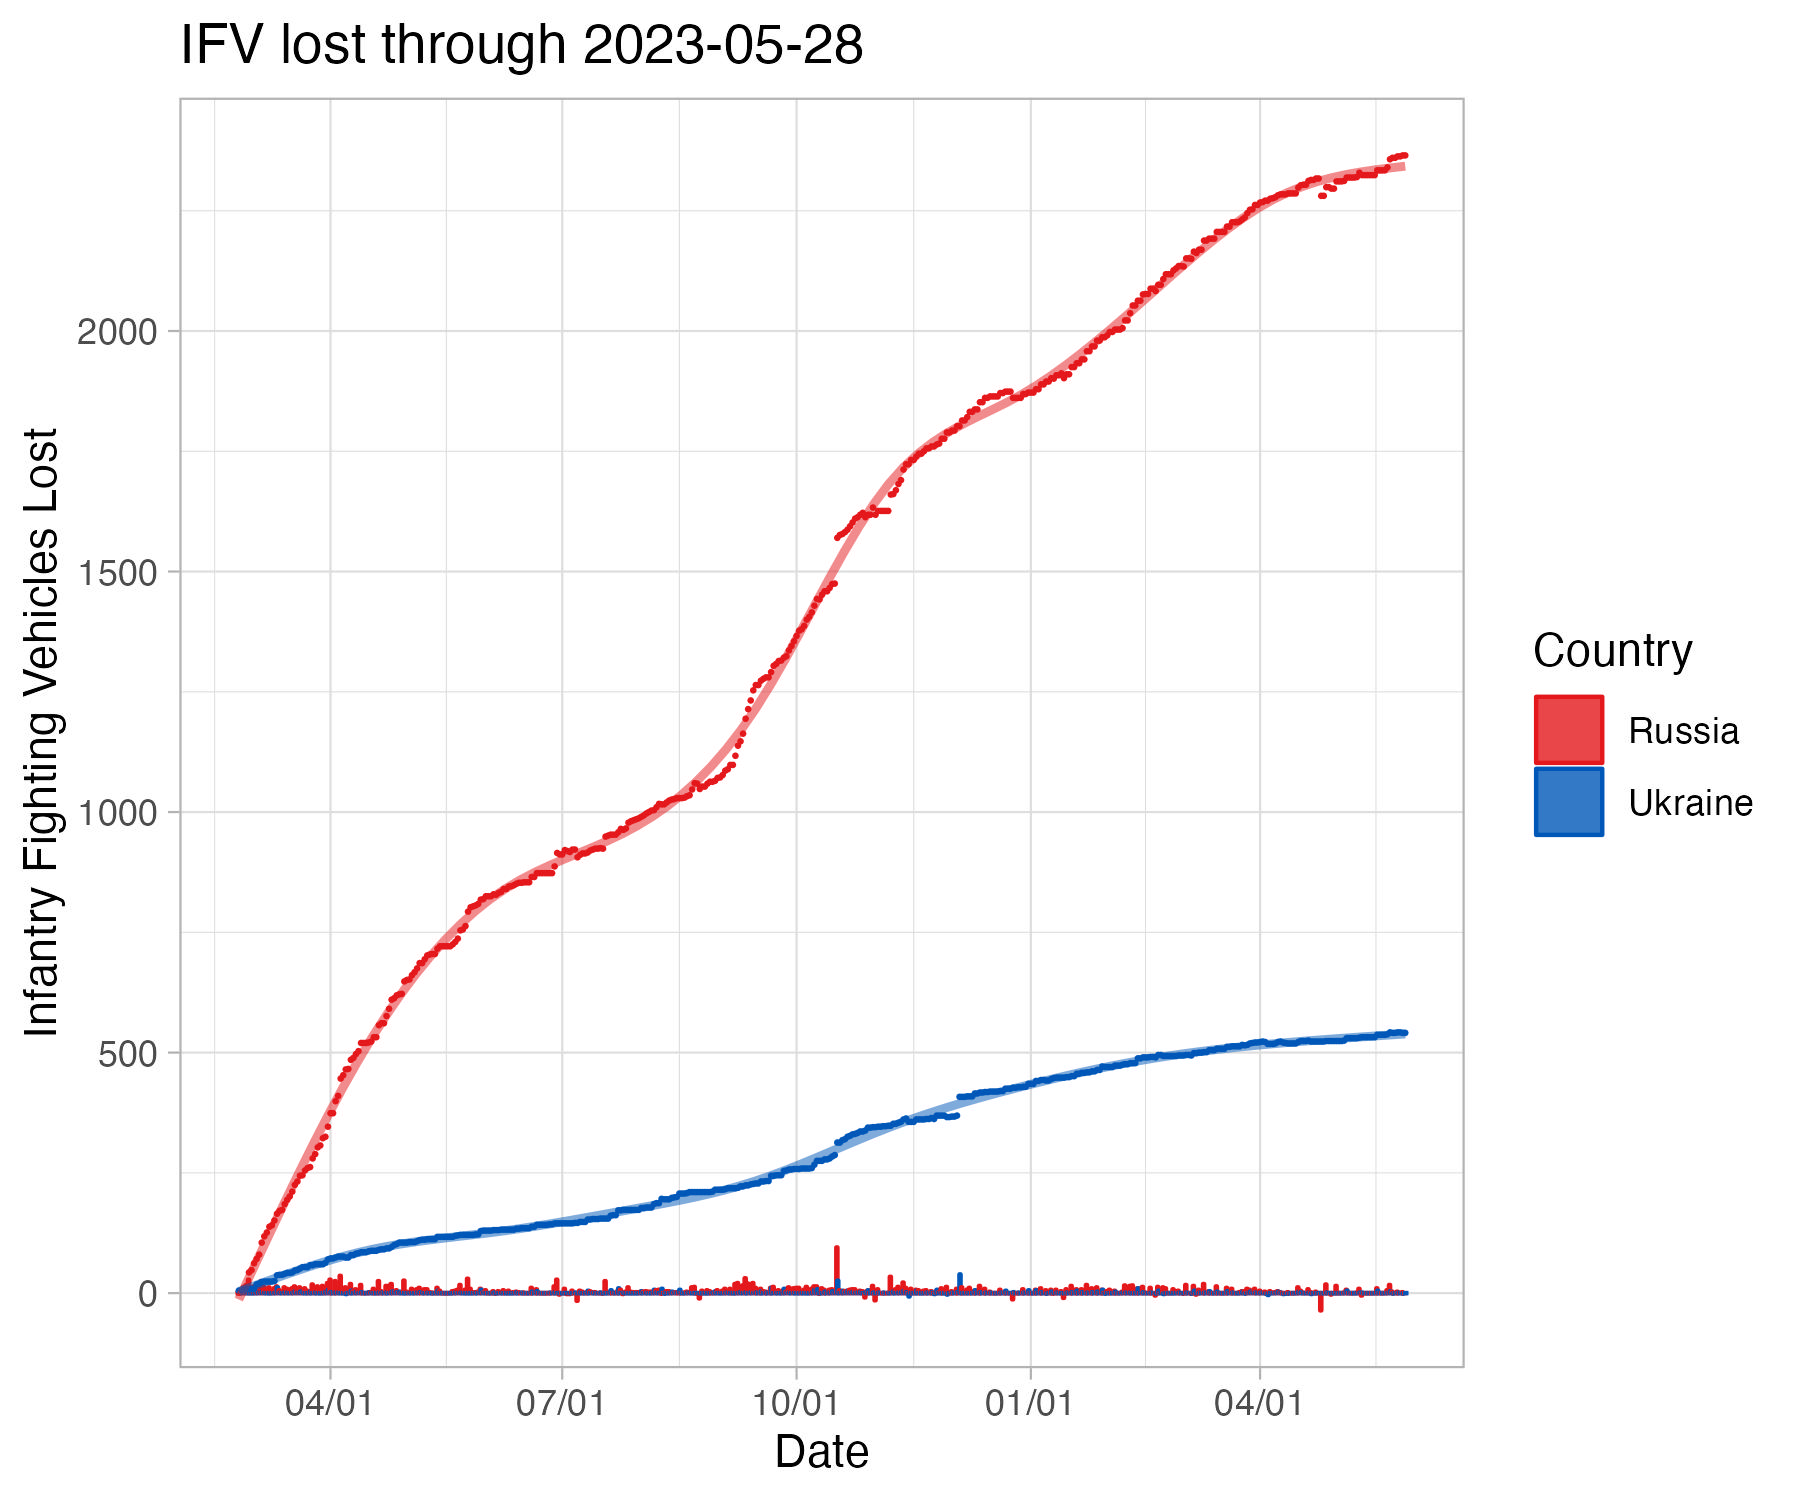 IFV lost through 2023-05-28
Infantry Fighting Vehicles Lost
2000
1500
1000
500
0
04/01
07/01
10/01
01/01
04/01
Date
Country
Russia
Ukraine